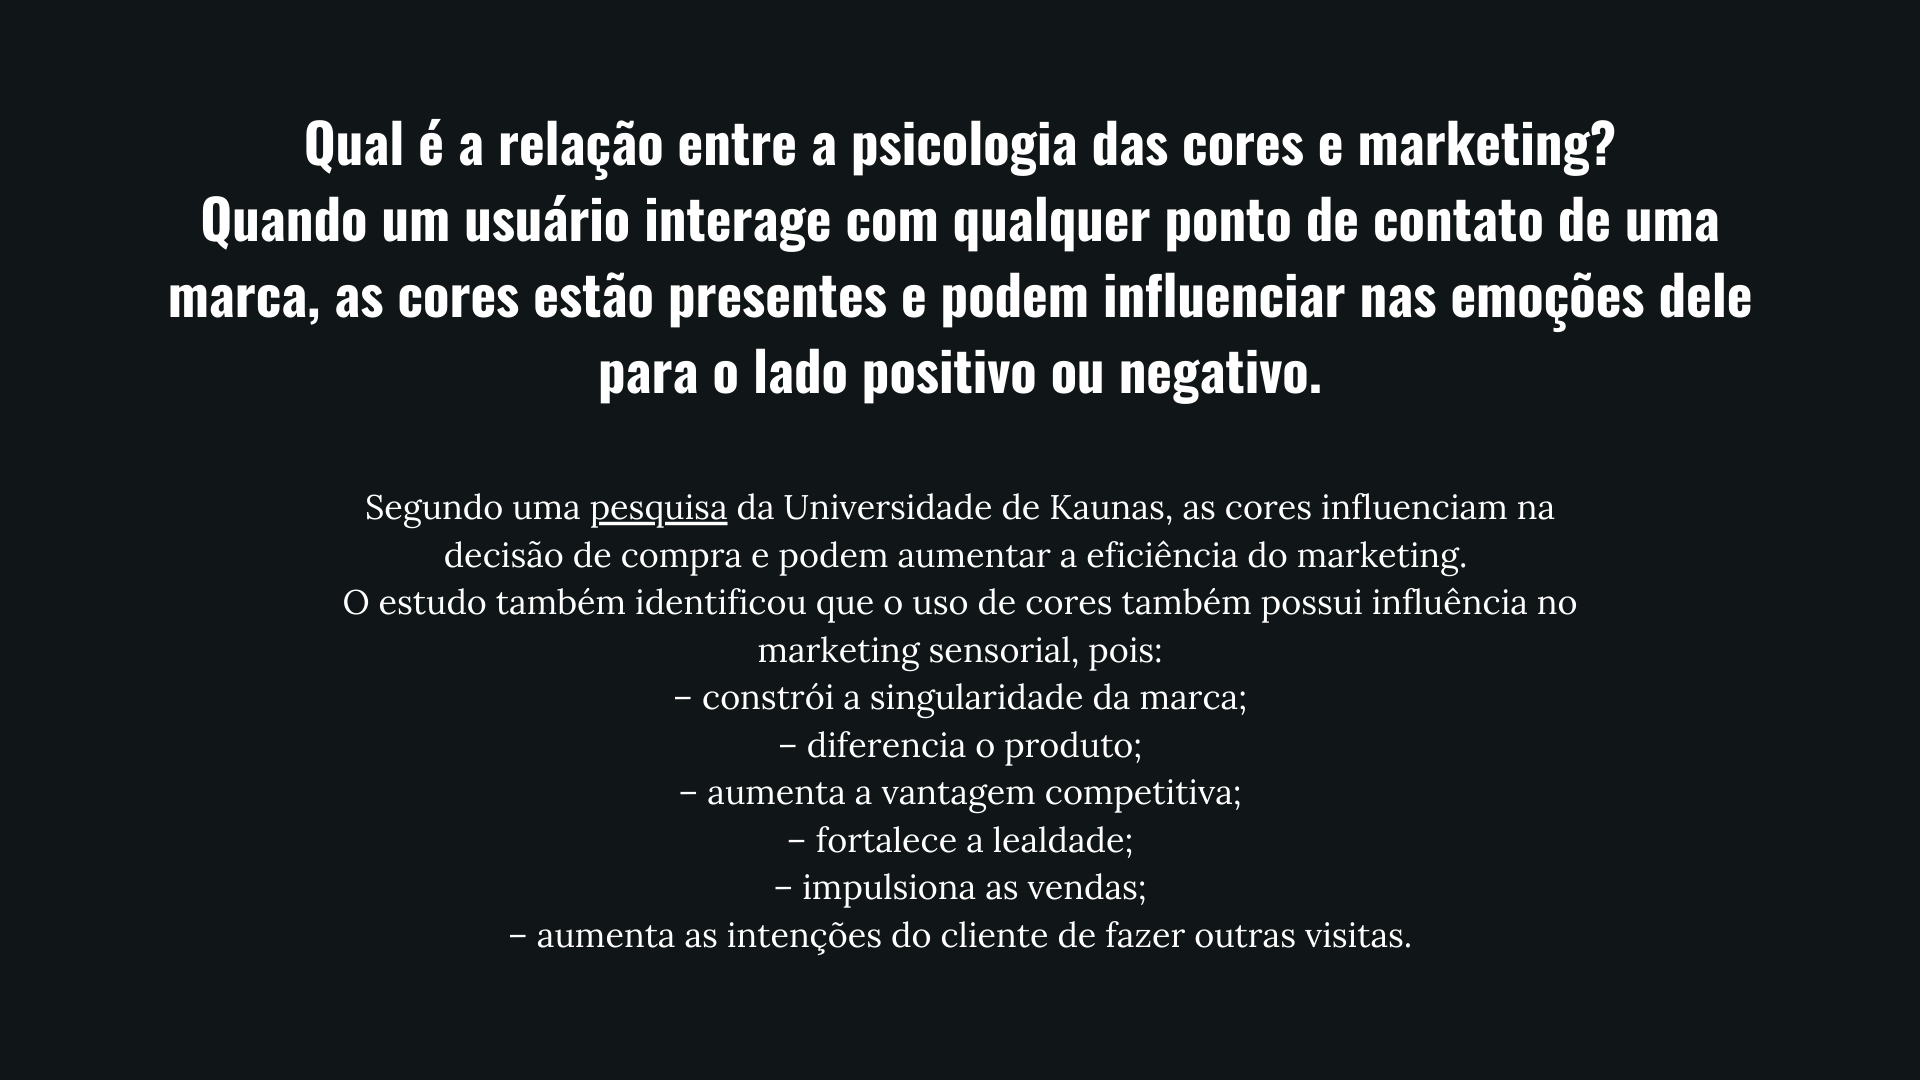 Qual é a relação entre a psicologia das cores e marketing?
Quando um usuário interage com qualquer ponto de contato de uma
marca, as cores estão presentes e podem influenciar nas emoções dele
para o lado positivo ou negativo.
Segundo uma pesquisa da Universidade de Kaunas, as cores influenciam na
decisão de compra e podem aumentar a eficiência do marketing.
O estudo também identificou que o uso de cores também possui influência no
marketing sensorial, pois:
– constrói a singularidade da marca;
– diferencia o produto;
– aumenta a vantagem competitiva;
– fortalece a lealdade;
– impulsiona as vendas;
– aumenta as intenções do cliente de fazer outras visitas.